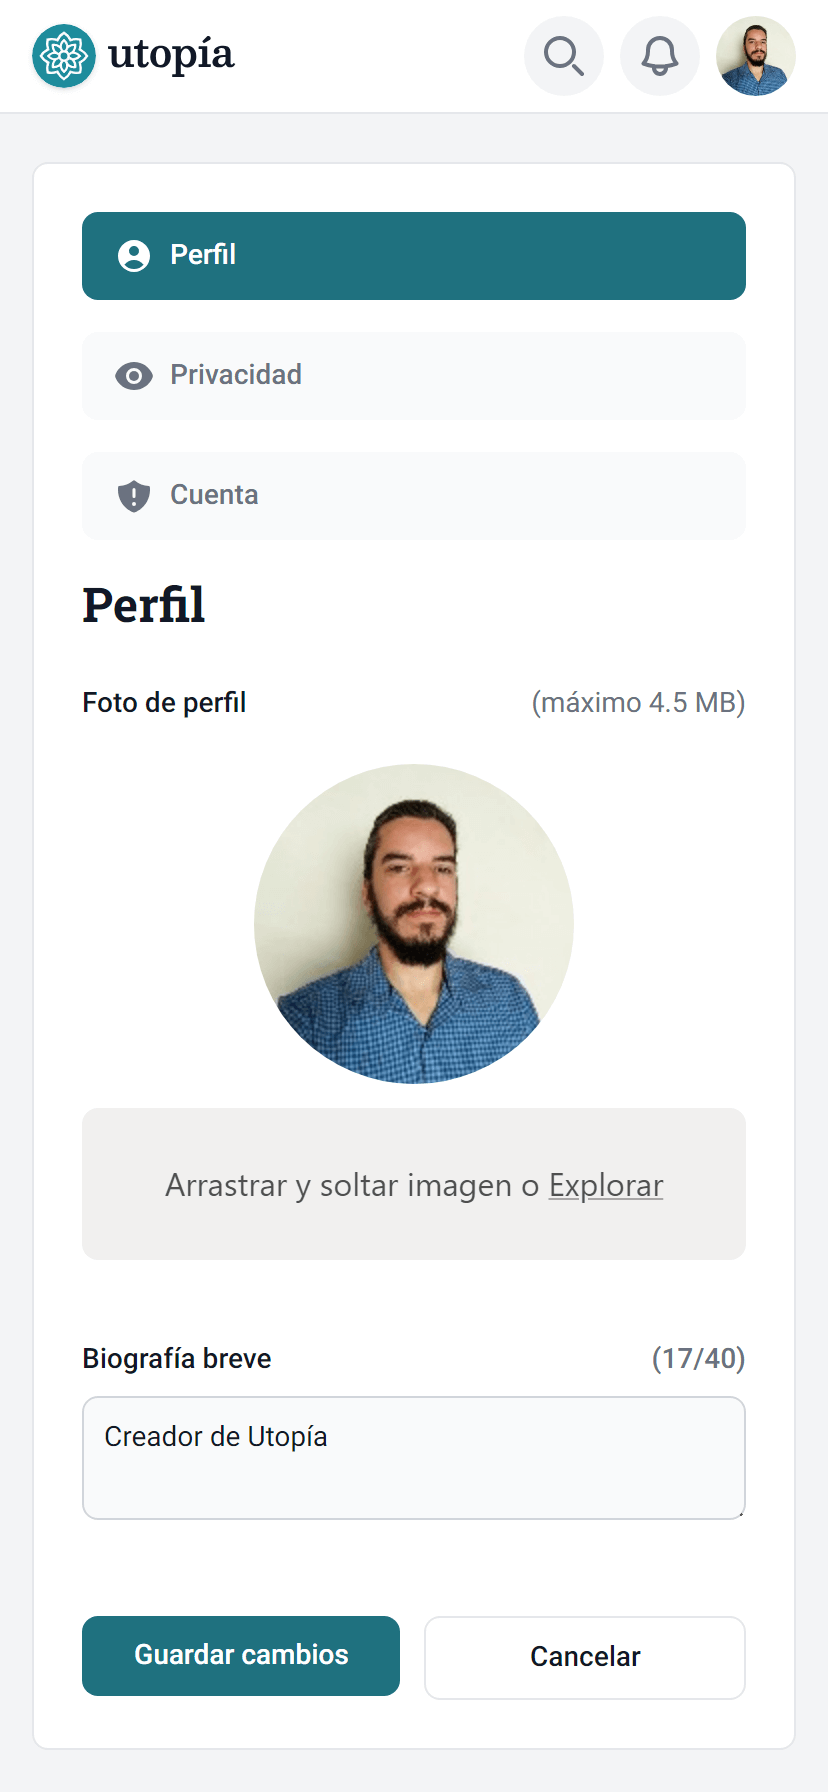 utopía
Perfil
Privacidad
Cuenta
Perfil
Foto de perfil (máximo 4.5 MB)
Arrastrar y soltar imagen o Explorar
Biografía breve (17/40)
Creador de Utopía
Guardar cambios Cancelar